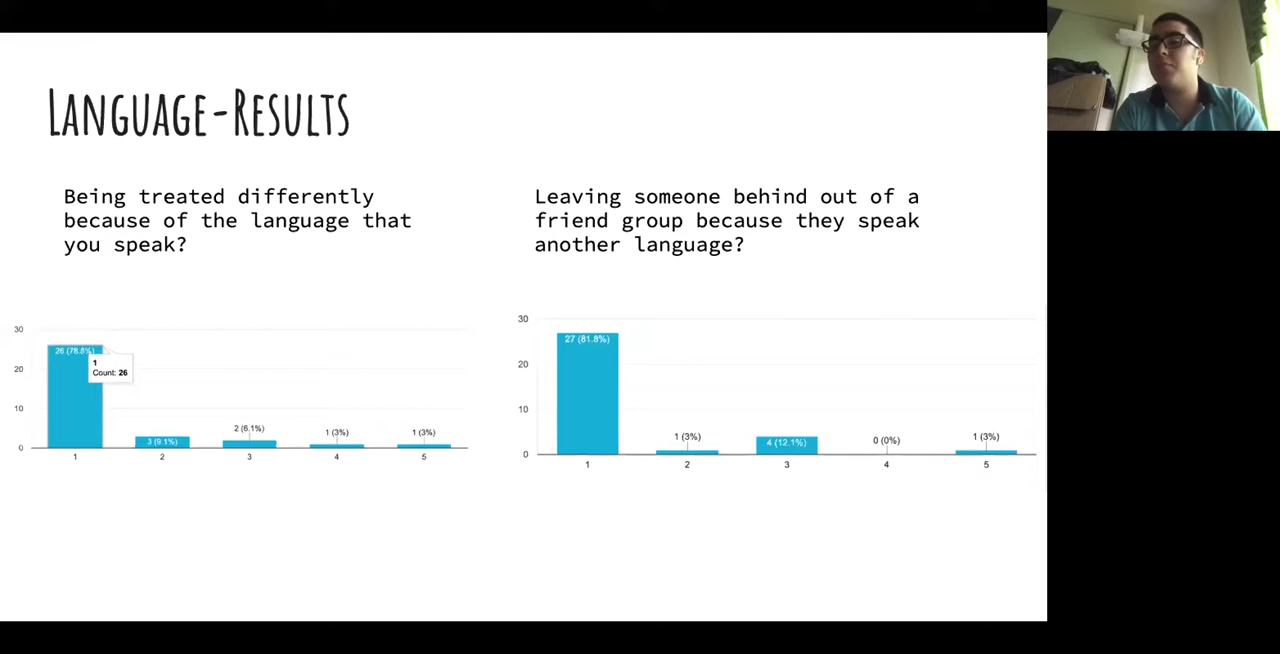 LANGUAGE-RESULTS
Being treated differently
because of the language that
you speak?
Leaving someone behind out of a
friend group because they speak
another language?
30
20
10
0
26 (78.8%)
1
Count: 26
3 (9.1%)
2 (6.1%)
1 (3%)
1 (3%)
1 2 3 4 5
30
20
10
0
27 (81.8%)
1 (3%)
4 (12.1%)
0 (0%)
1 (3%)
1 2 3 4 5